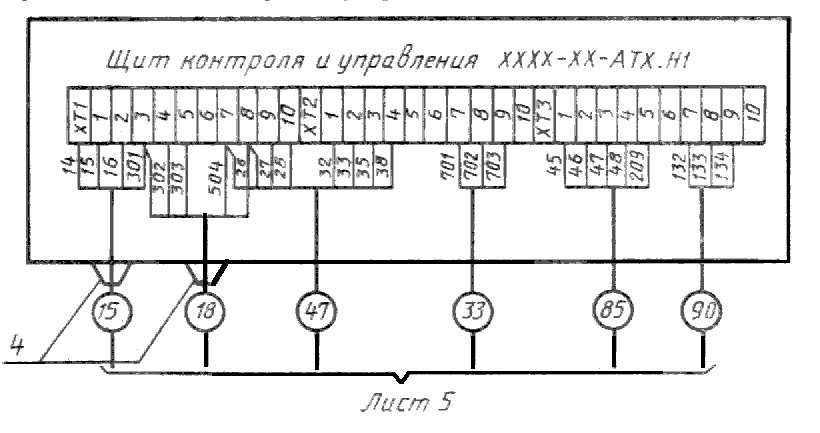 Щит контроля и управления XXXX-XX-АТХ.Н1
XT1 1 2 3 4 5 6 7 8 9 10 XT2 1 2 3 4 5 6 7 8 9 10 XT3 1 2 3 4 5 6 7 8 9 10
14 15 16 301 302 303 504 26 27 28 32 33 35 38 701 702 703 45 46 47 48 209 132 133 134
15 18 47 33 85 90
4
Лист 5